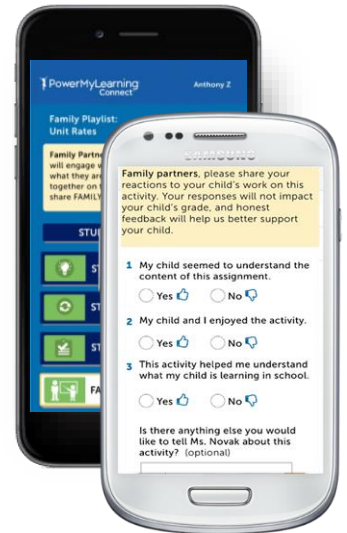 PowerMyLearning
Connect
Anthony Z
Family Playlist:
Unit Rates
Family Partne
will engage w
what they are
together on t
share FAMILY
STU
ST
ST
ST
FA
SAMSUNG
Family partners, please share your
reactions to your child's work on this
activity. Your responses will not impact
your child's grade, and honest
feedback will help us better support
your child.
1 My child seemed to understand the
content of this assignment.
Yes No
2 My child and I enjoyed the activity.
Yes No
3 This activity helped me understand
what my child is learning in school.
Yes No
Is there anything else you would
like to tell Ms. Novak about this
activity? (optional)